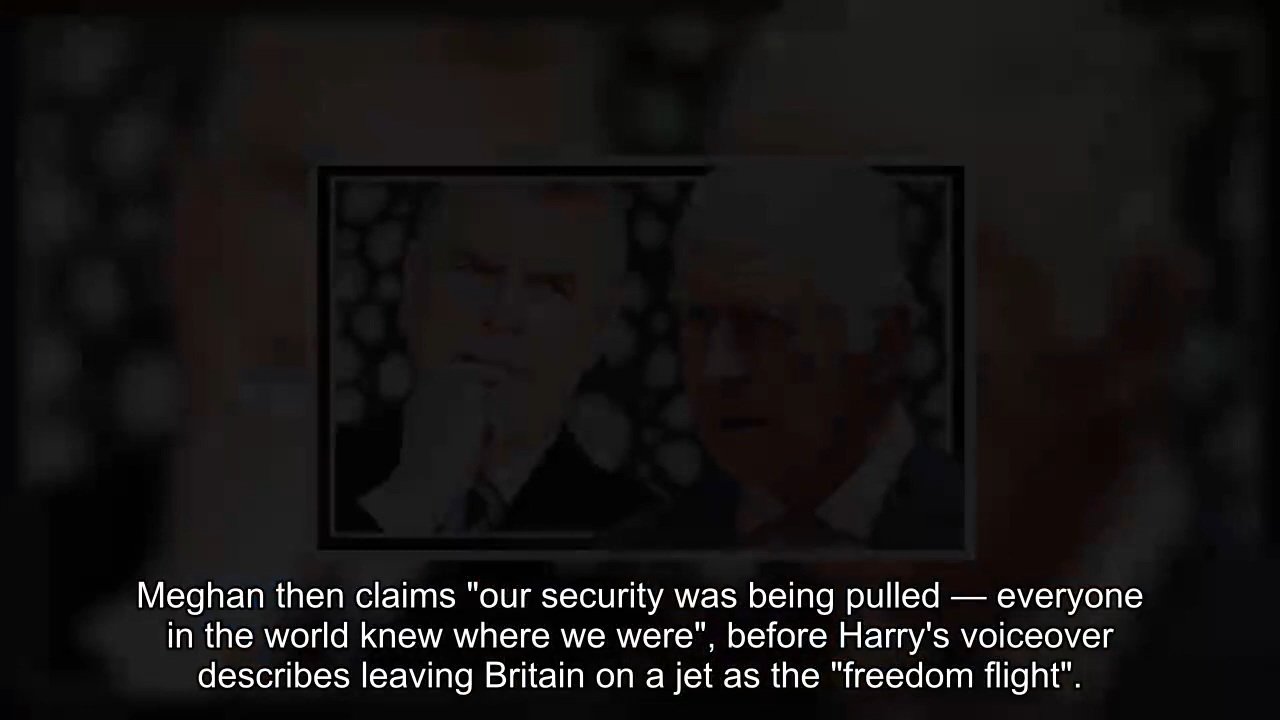 Meghan then claims "our security was being pulled — everyone
in the world knew where we were", before Harry's voiceover
describes leaving Britain on a jet as the "freedom flight".